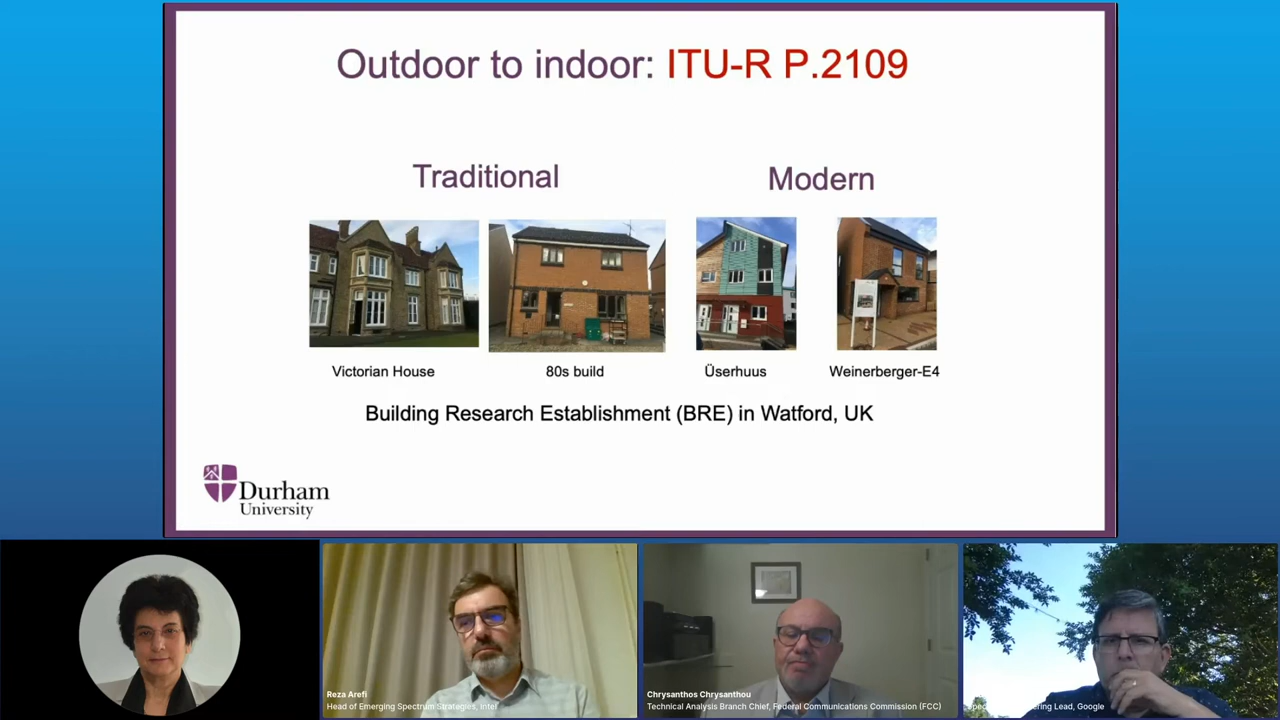 Outdoor to indoor: ITU-R P.2109
Traditional
Modern
Victorian House
80s build
Üserhuus
Weinerberger-E4
Building Research Establishment (BRE) in Watford, UK
Durham
University
Reza Arefi
Head of Emerging Spectrum Strategies, Intel
Chrysanthos Chrysanthou
Technical Analysis Branch Chief, Federal Communications Commission (FCC)
Lead, Google